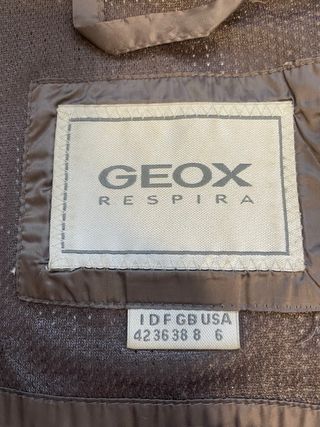 GEOX
RESPIRA
I D F GB USA
42 36 38 8 6